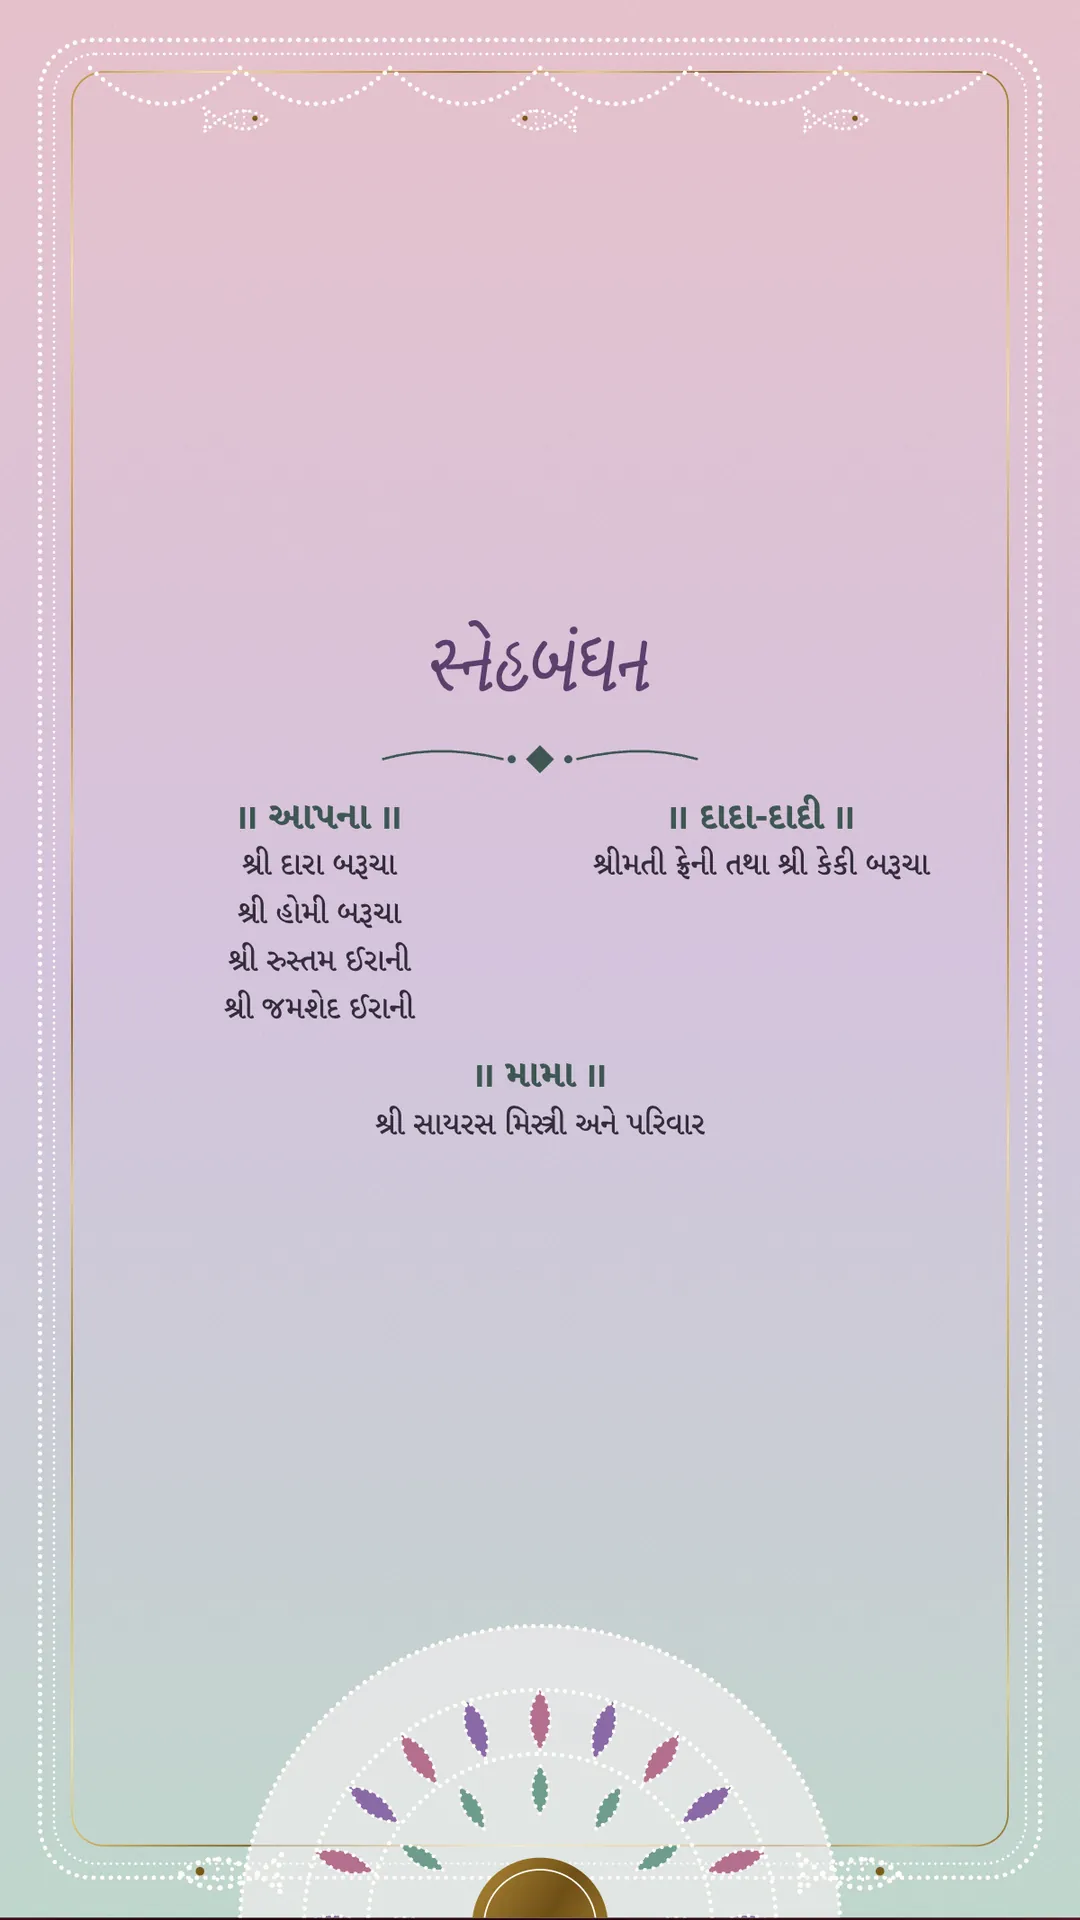 સ્નેહબંધન
॥ આપના ॥
શ્રી દારા બરૂચા
શ્રી હોમી બરૂચા
શ્રી રુસ્તમ ઈરાની
શ્રી જમશેદ ઈરાની
॥ દાદા-દાદી ॥
શ્રીમતી ફ્રેની તથા શ્રી કેકી બરૂચા
॥ મામા ॥
શ્રી સાયરસ મિસ્ત્રી અને પરિવાર